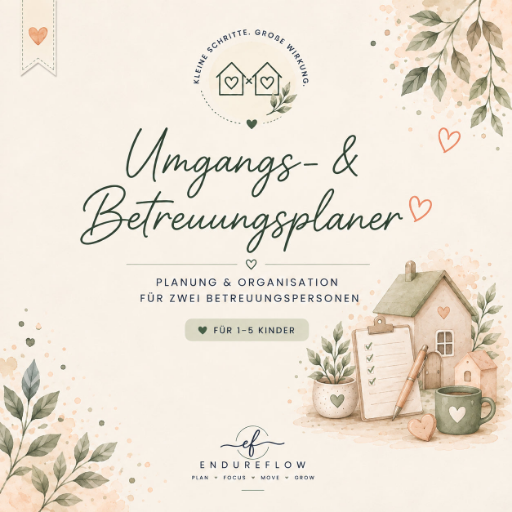 KLEINE SCHRITTE. GROßE WIRKUNG.
Umgangs- &
Betreuungsplaner
PLANUNG & ORGANISATION
FÜR ZWEI BETREUUNGSPERSONEN
FÜR 1–5 KINDER
ef
ENDUREFLOW
PLAN - FOCUS - MOVE - GROW